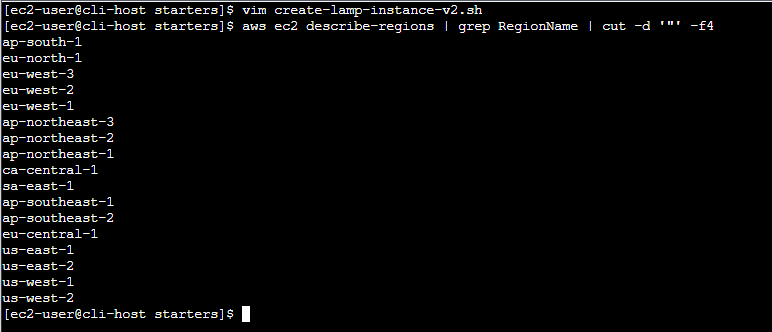 [ec2-user@cli-host starters]$ vim create-lamp-instance-v2.sh
[ec2-user@cli-host starters]$ aws ec2 describe-regions | grep RegionName | cut -d '"' -f4
ap-south-1
eu-north-1
eu-west-3
eu-west-2
eu-west-1
ap-northeast-3
ap-northeast-2
ap-northeast-1
ca-central-1
sa-east-1
ap-southeast-1
ap-southeast-2
eu-central-1
us-east-1
us-east-2
us-west-1
us-west-2
[ec2-user@cli-host starters]$